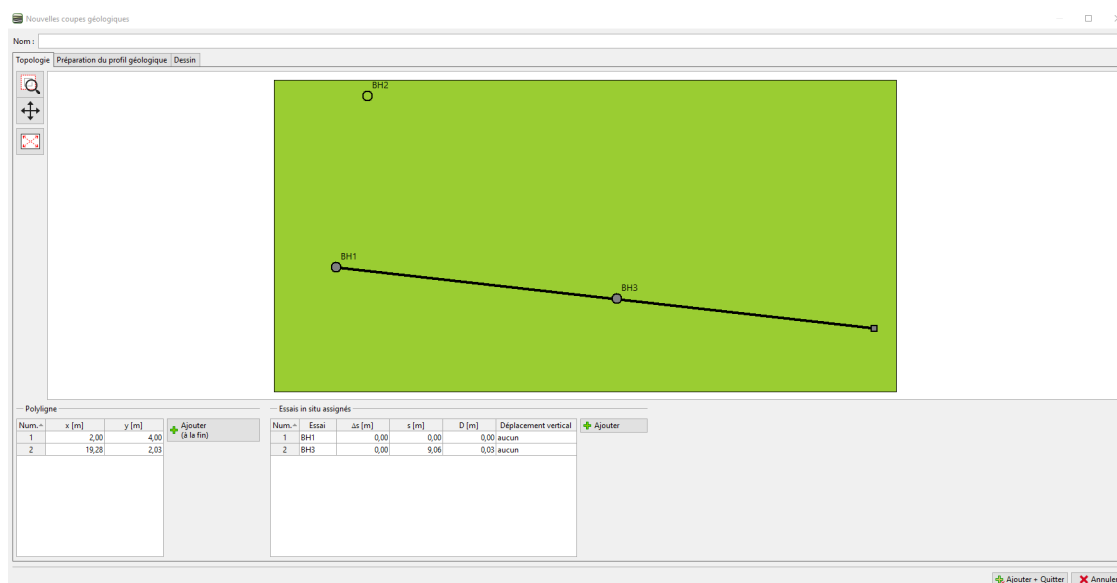 Nouvelles coupes géologiques
Nom :
Topologie Préparation du profil géologique Dessin
BH2
BH1
BH3
Polyligne
Num. x [m] y [m]
1 2,00 4,00
2 19,28 2,03
Ajouter
(à la fin)
Essais in situ assignés
Num. Essai Δs [m] s [m] D [m] Déplacement vertical
1 BH1 0,00 0,00 0,00 aucun
2 BH3 0,00 9,06 0,03 aucun
Ajouter
Ajouter + Quitter Annuler